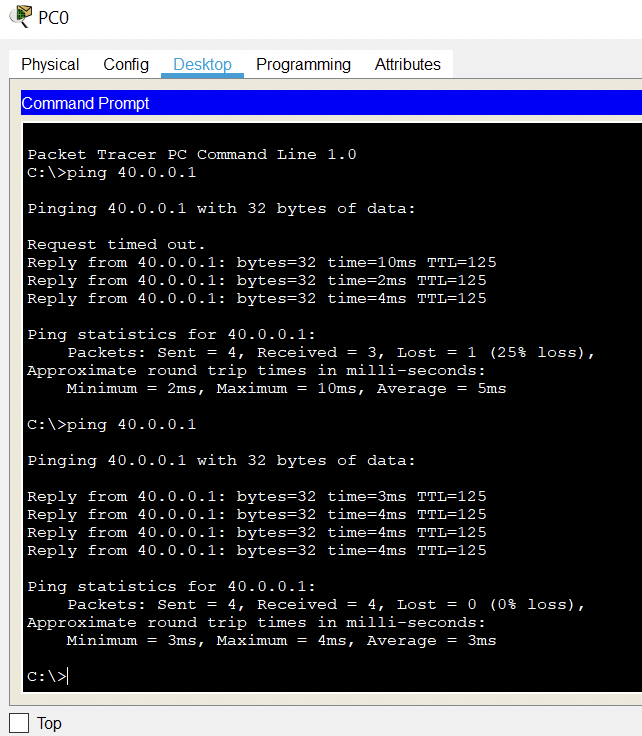 PC0
Physical Config Desktop Programming Attributes
Command Prompt
Packet Tracer PC Command Line 1.0
C:\>ping 40.0.0.1
Pinging 40.0.0.1 with 32 bytes of data:
Request timed out.
Reply from 40.0.0.1: bytes=32 time=10ms TTL=125
Reply from 40.0.0.1: bytes=32 time=2ms TTL=125
Reply from 40.0.0.1: bytes=32 time=4ms TTL=125
Ping statistics for 40.0.0.1:
    Packets: Sent = 4, Received = 3, Lost = 1 (25% loss),
Approximate round trip times in milli-seconds:
    Minimum = 2ms, Maximum = 10ms, Average = 5ms
C:\>ping 40.0.0.1
Pinging 40.0.0.1 with 32 bytes of data:
Reply from 40.0.0.1: bytes=32 time=3ms TTL=125
Reply from 40.0.0.1: bytes=32 time=4ms TTL=125
Reply from 40.0.0.1: bytes=32 time=4ms TTL=125
Reply from 40.0.0.1: bytes=32 time=4ms TTL=125
Ping statistics for 40.0.0.1:
    Packets: Sent = 4, Received = 4, Lost = 0 (0% loss),
Approximate round trip times in milli-seconds:
    Minimum = 3ms, Maximum = 4ms, Average = 3ms
C:\>
Top